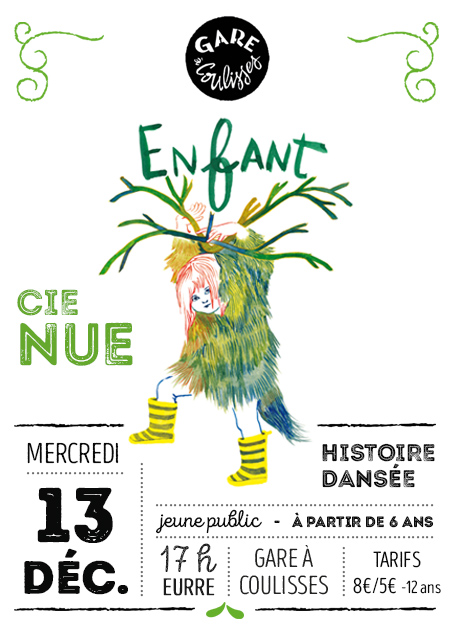 GARE
à Coulisses
Enfant
CIE
NUE
MERCREDI
13
DÉC.
HISTOIRE
DANSÉE
jeune public - À PARTIR DE 6 ANS
17 h
EURRE
GARE À
COULISSES
TARIFS
8€/5€ -12 ans